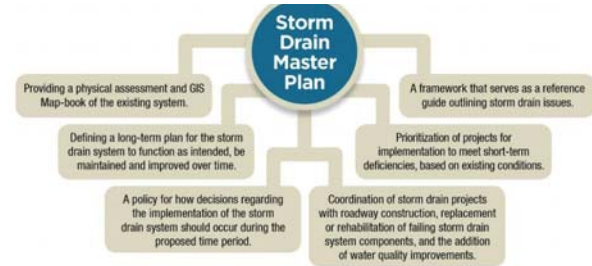 Storm
Drain
Master
Plan
Providing a physical assessment and GIS
Map-book of the existing system.
A framework that serves as a reference
guide outlining storm drain issues.
Defining a long-term plan for the storm
drain system to function as intended, be
maintained and improved over time.
Prioritization of projects for
implementation to meet short-term
deficiencies, based on existing conditions.
A policy for how decisions regarding
the implementation of the storm
drain system should occur during the
proposed time period.
Coordination of storm drain projects
with roadway construction, replacement
or rehabilitation of failing storm drain
system components, and the addition
of water quality improvements.